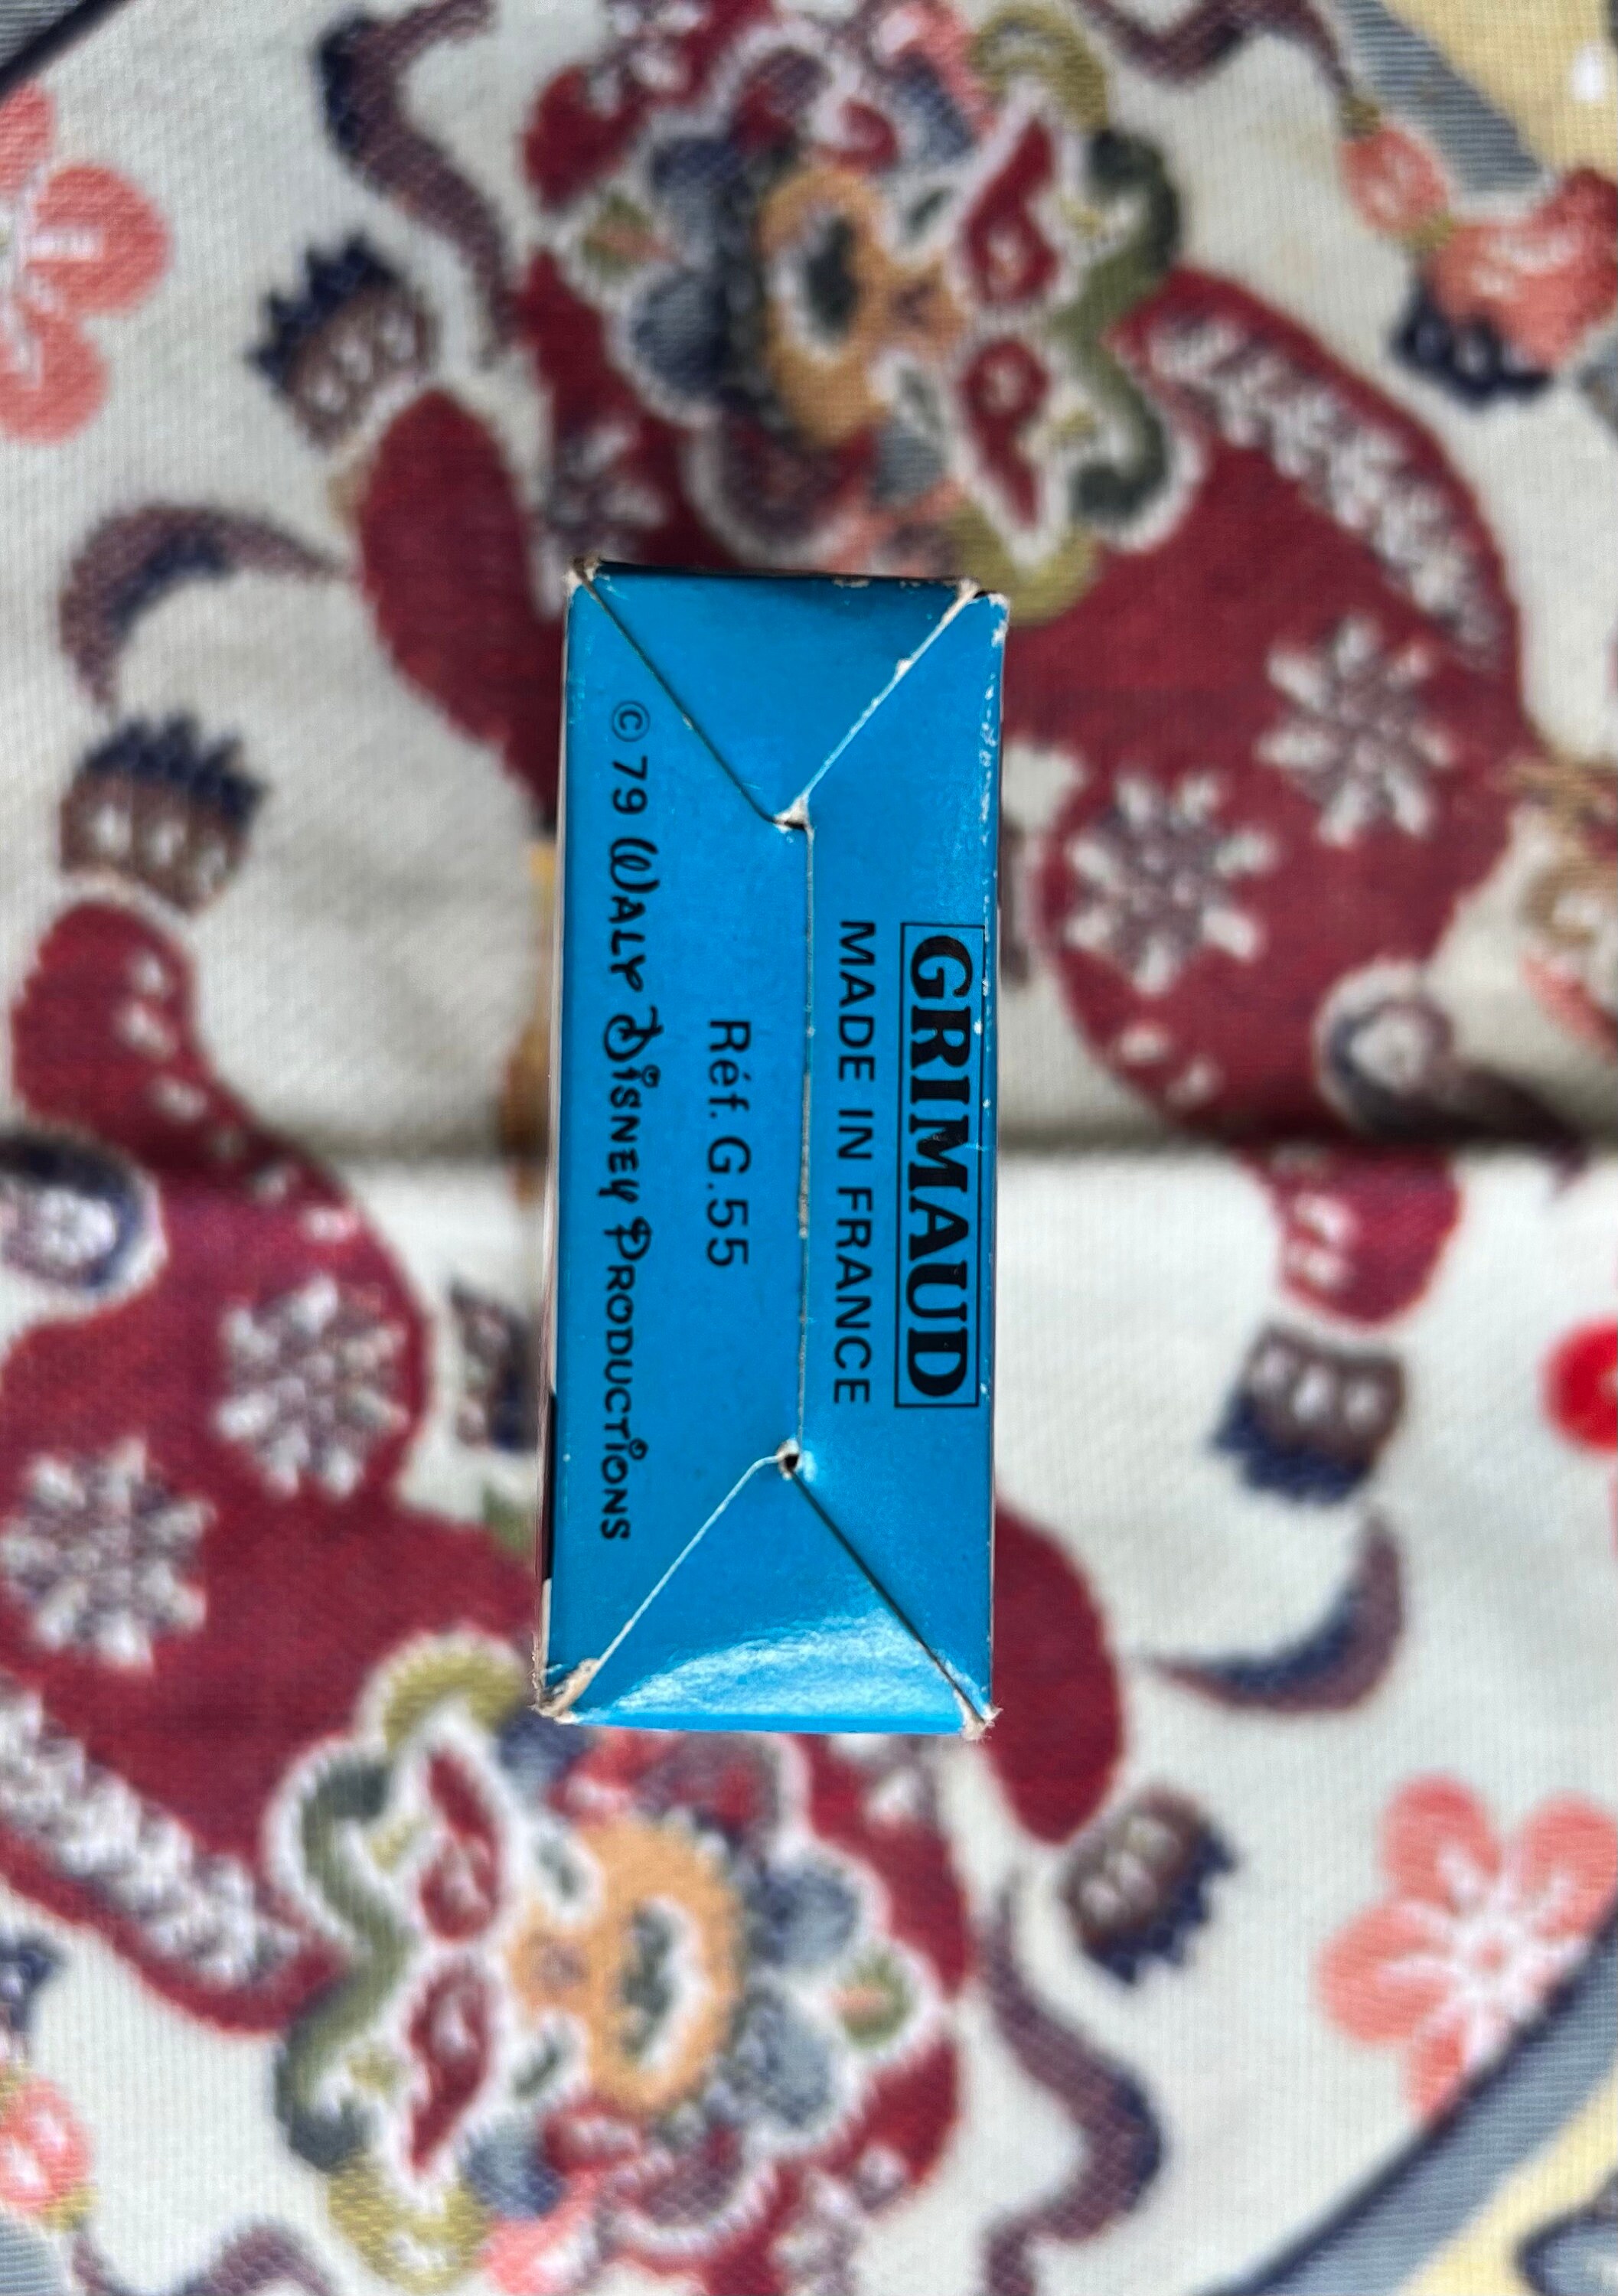 GRIMAUD
MADE IN FRANCE
Réf. G.55
© 79 WALT DISNEY PRODUCTIONS